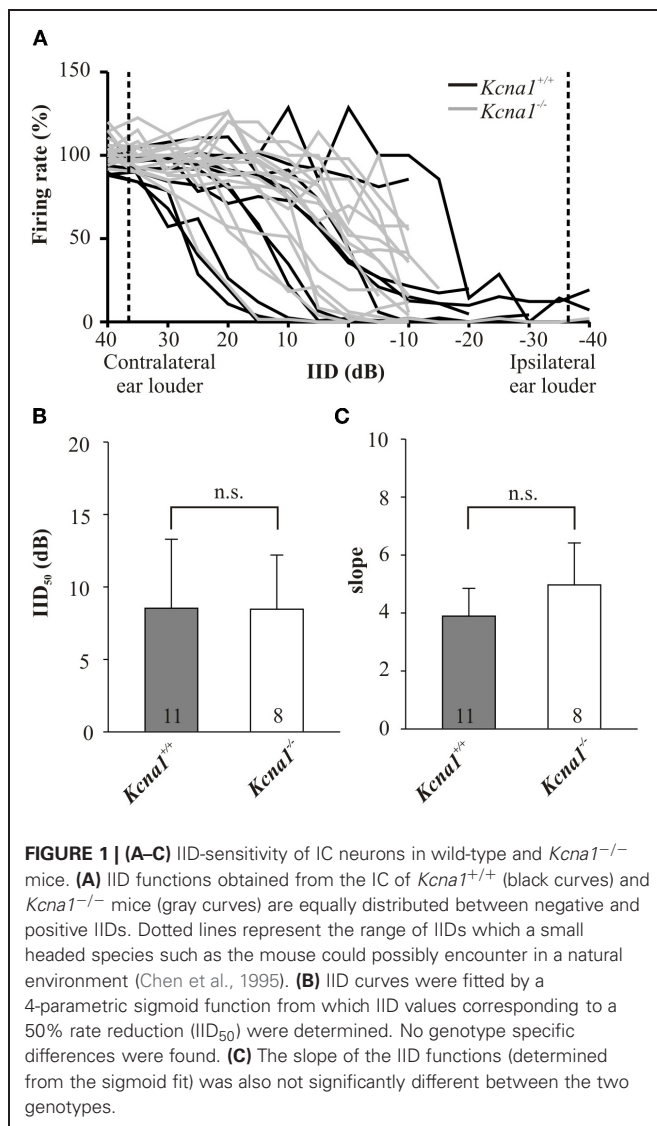 A
150
100
50
0
Firing rate (%)
Kcna1+/+
Kcna1-/-
40 30 20 10 0 -10 -20 -30 -40
Contralateral
ear louder
IID (dB)
Ipsilateral
ear louder
B
20
15
10
5
0
IID50 (dB)
n.s.
11
8
Kcna1+/+
Kcna1-/-
C
10
8
6
4
2
0
slope
n.s.
11
8
Kcna1+/+
Kcna1-/-
FIGURE 1 | (A–C) IID-sensitivity of IC neurons in wild-type and Kcna1−/−
mice. (A) IID functions obtained from the IC of Kcna1+/+ (black curves) and
Kcna1−/− mice (gray curves) are equally distributed between negative and
positive IIDs. Dotted lines represent the range of IIDs which a small
headed species such as the mouse could possibly encounter in a natural
environment (Chen et al., 1995). (B) IID curves were fitted by a
4-parametric sigmoid function from which IID values corresponding to a
50% rate reduction (IID50) were determined. No genotype specific
differences were found. (C) The slope of the IID functions (determined
from the sigmoid fit) was also not significantly different between the two
genotypes.